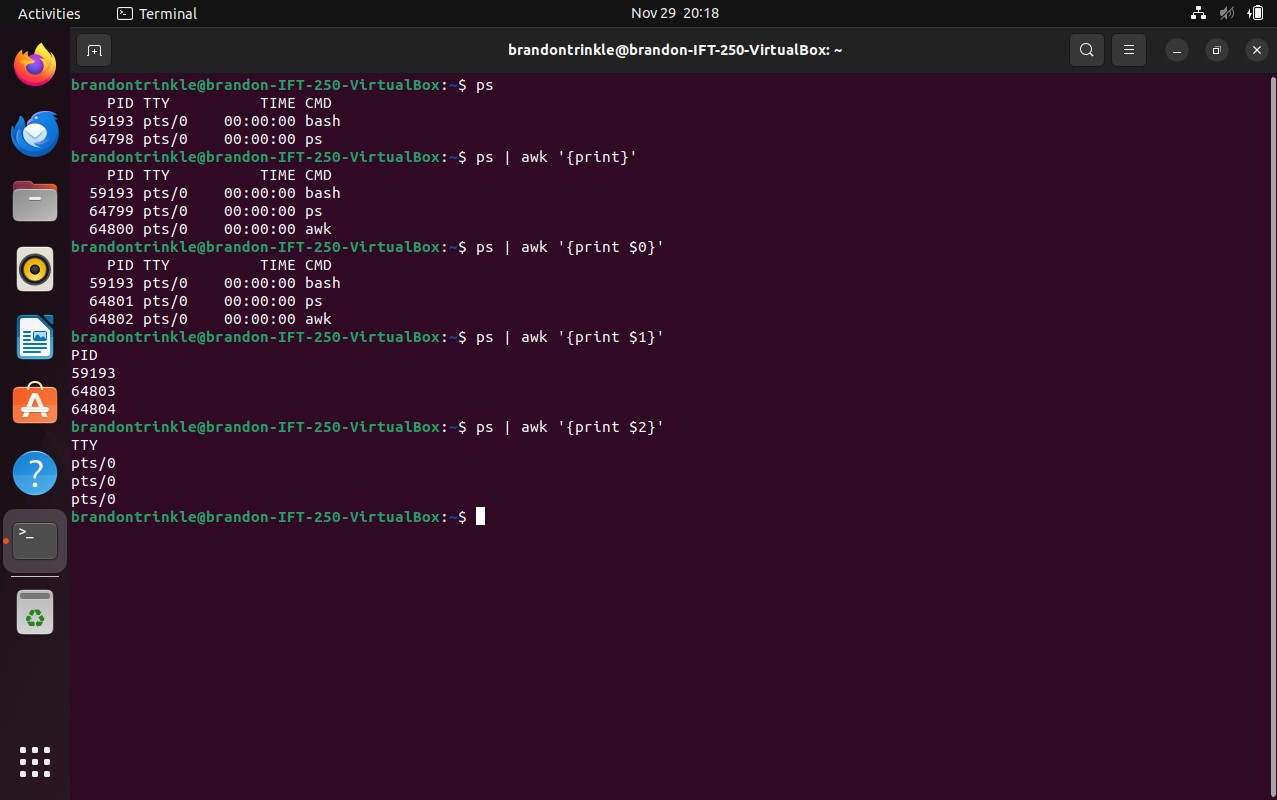 Activities Terminal Nov 29 20:18
brandontrinkle@brandon-IFT-250-VirtualBox: ~
brandontrinkle@brandon-IFT-250-VirtualBox:~$ ps
    PID TTY          TIME CMD
  59193 pts/0    00:00:00 bash
  64798 pts/0    00:00:00 ps
brandontrinkle@brandon-IFT-250-VirtualBox:~$ ps | awk '{print}'
    PID TTY          TIME CMD
  59193 pts/0    00:00:00 bash
  64799 pts/0    00:00:00 ps
  64800 pts/0    00:00:00 awk
brandontrinkle@brandon-IFT-250-VirtualBox:~$ ps | awk '{print $0}'
    PID TTY          TIME CMD
  59193 pts/0    00:00:00 bash
  64801 pts/0    00:00:00 ps
  64802 pts/0    00:00:00 awk
brandontrinkle@brandon-IFT-250-VirtualBox:~$ ps | awk '{print $1}'
PID
59193
64803
64804
brandontrinkle@brandon-IFT-250-VirtualBox:~$ ps | awk '{print $2}'
TTY
pts/0
pts/0
pts/0
brandontrinkle@brandon-IFT-250-VirtualBox:~$